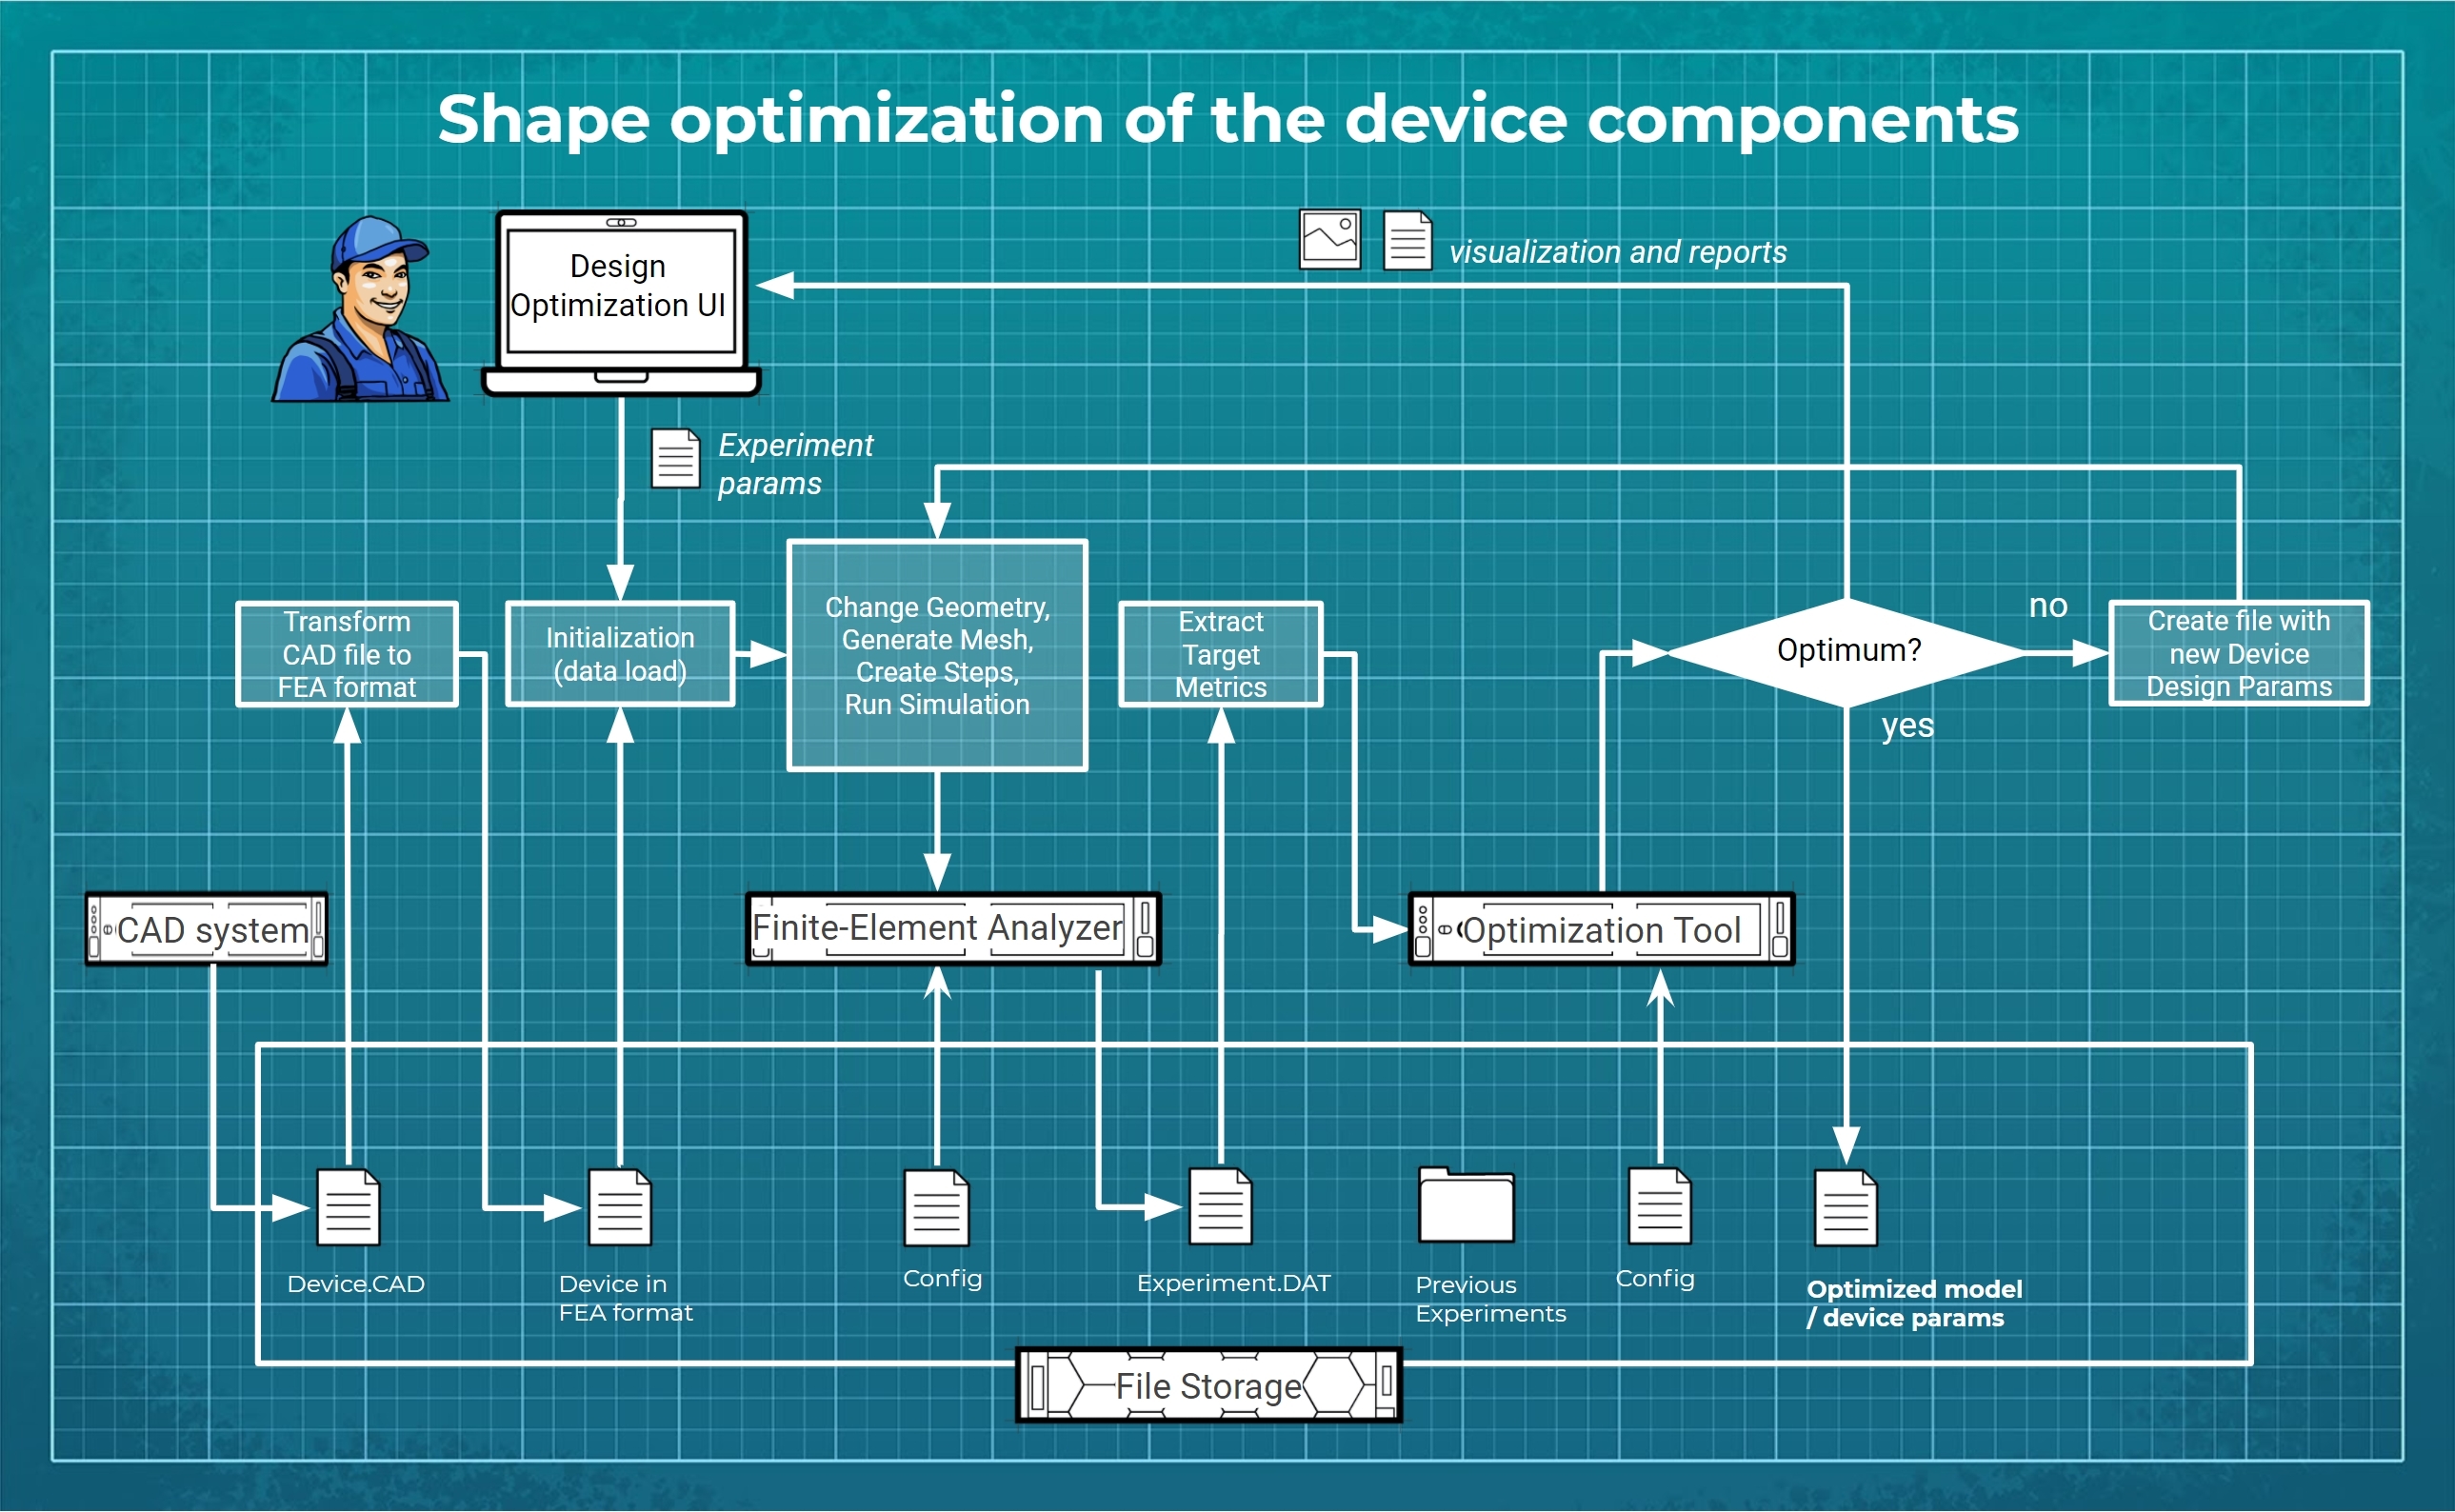 Shape optimization of the device components
Design
Optimization UI
visualization and reports
Experiment
params
Transform
CAD file to
FEA format
Initialization
(data load)
Change Geometry,
Generate Mesh,
Create Steps,
Run Simulation
Extract
Target
Metrics
Optimum?
no
yes
Create file with
new Device
Design Params
CAD system
Finite-Element Analyzer
Optimization Tool
Device.CAD
Device in
FEA format
Config
Experiment.DAT
Previous
Experiments
Config
Optimized model
/ device params
File Storage